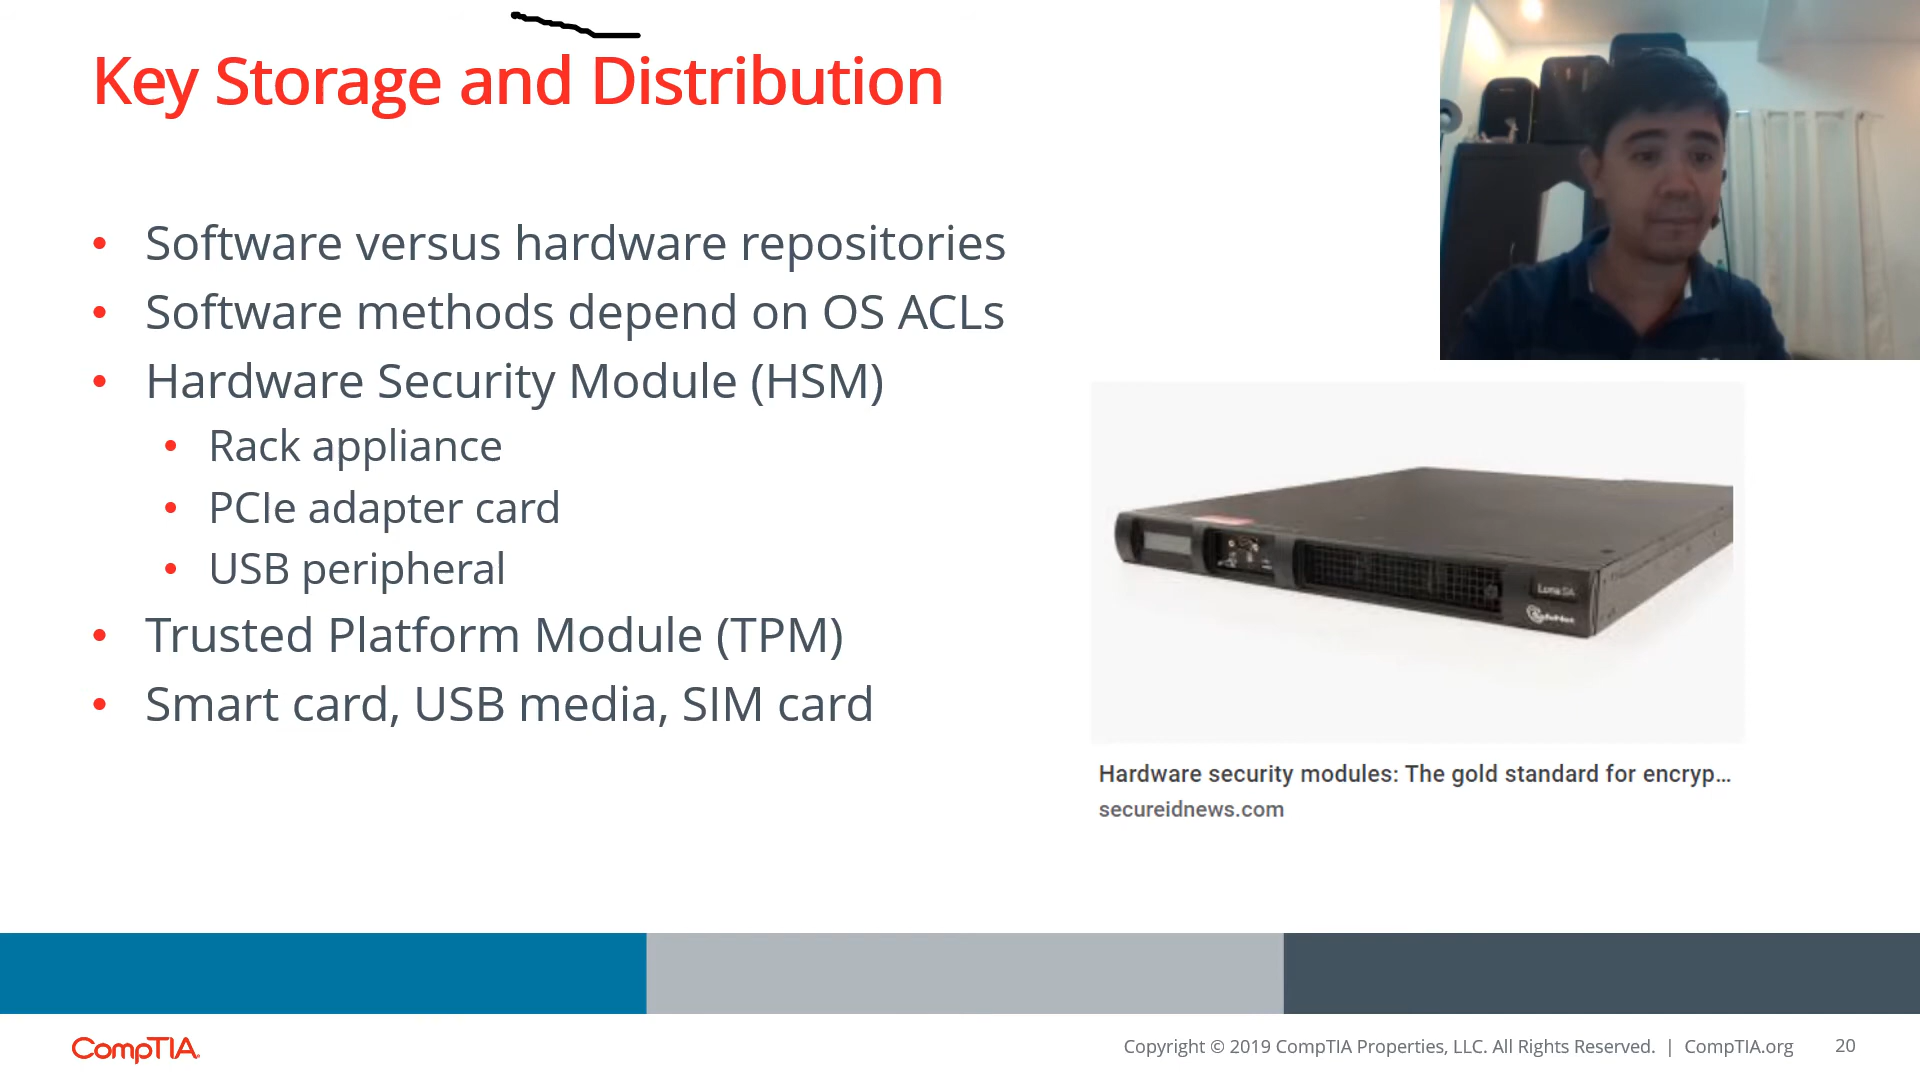 Key Storage and Distribution
• Software versus hardware repositories
• Software methods depend on OS ACLs
• Hardware Security Module (HSM)
• Rack appliance
• PCIe adapter card
• USB peripheral
• Trusted Platform Module (TPM)
• Smart card, USB media, SIM card
Luna SA
SafeNet
Hardware security modules: The gold standard for encryp...
secureidnews.com
CompTIA.
Copyright © 2019 CompTIA Properties, LLC. All Rights Reserved. | CompTIA.org 20